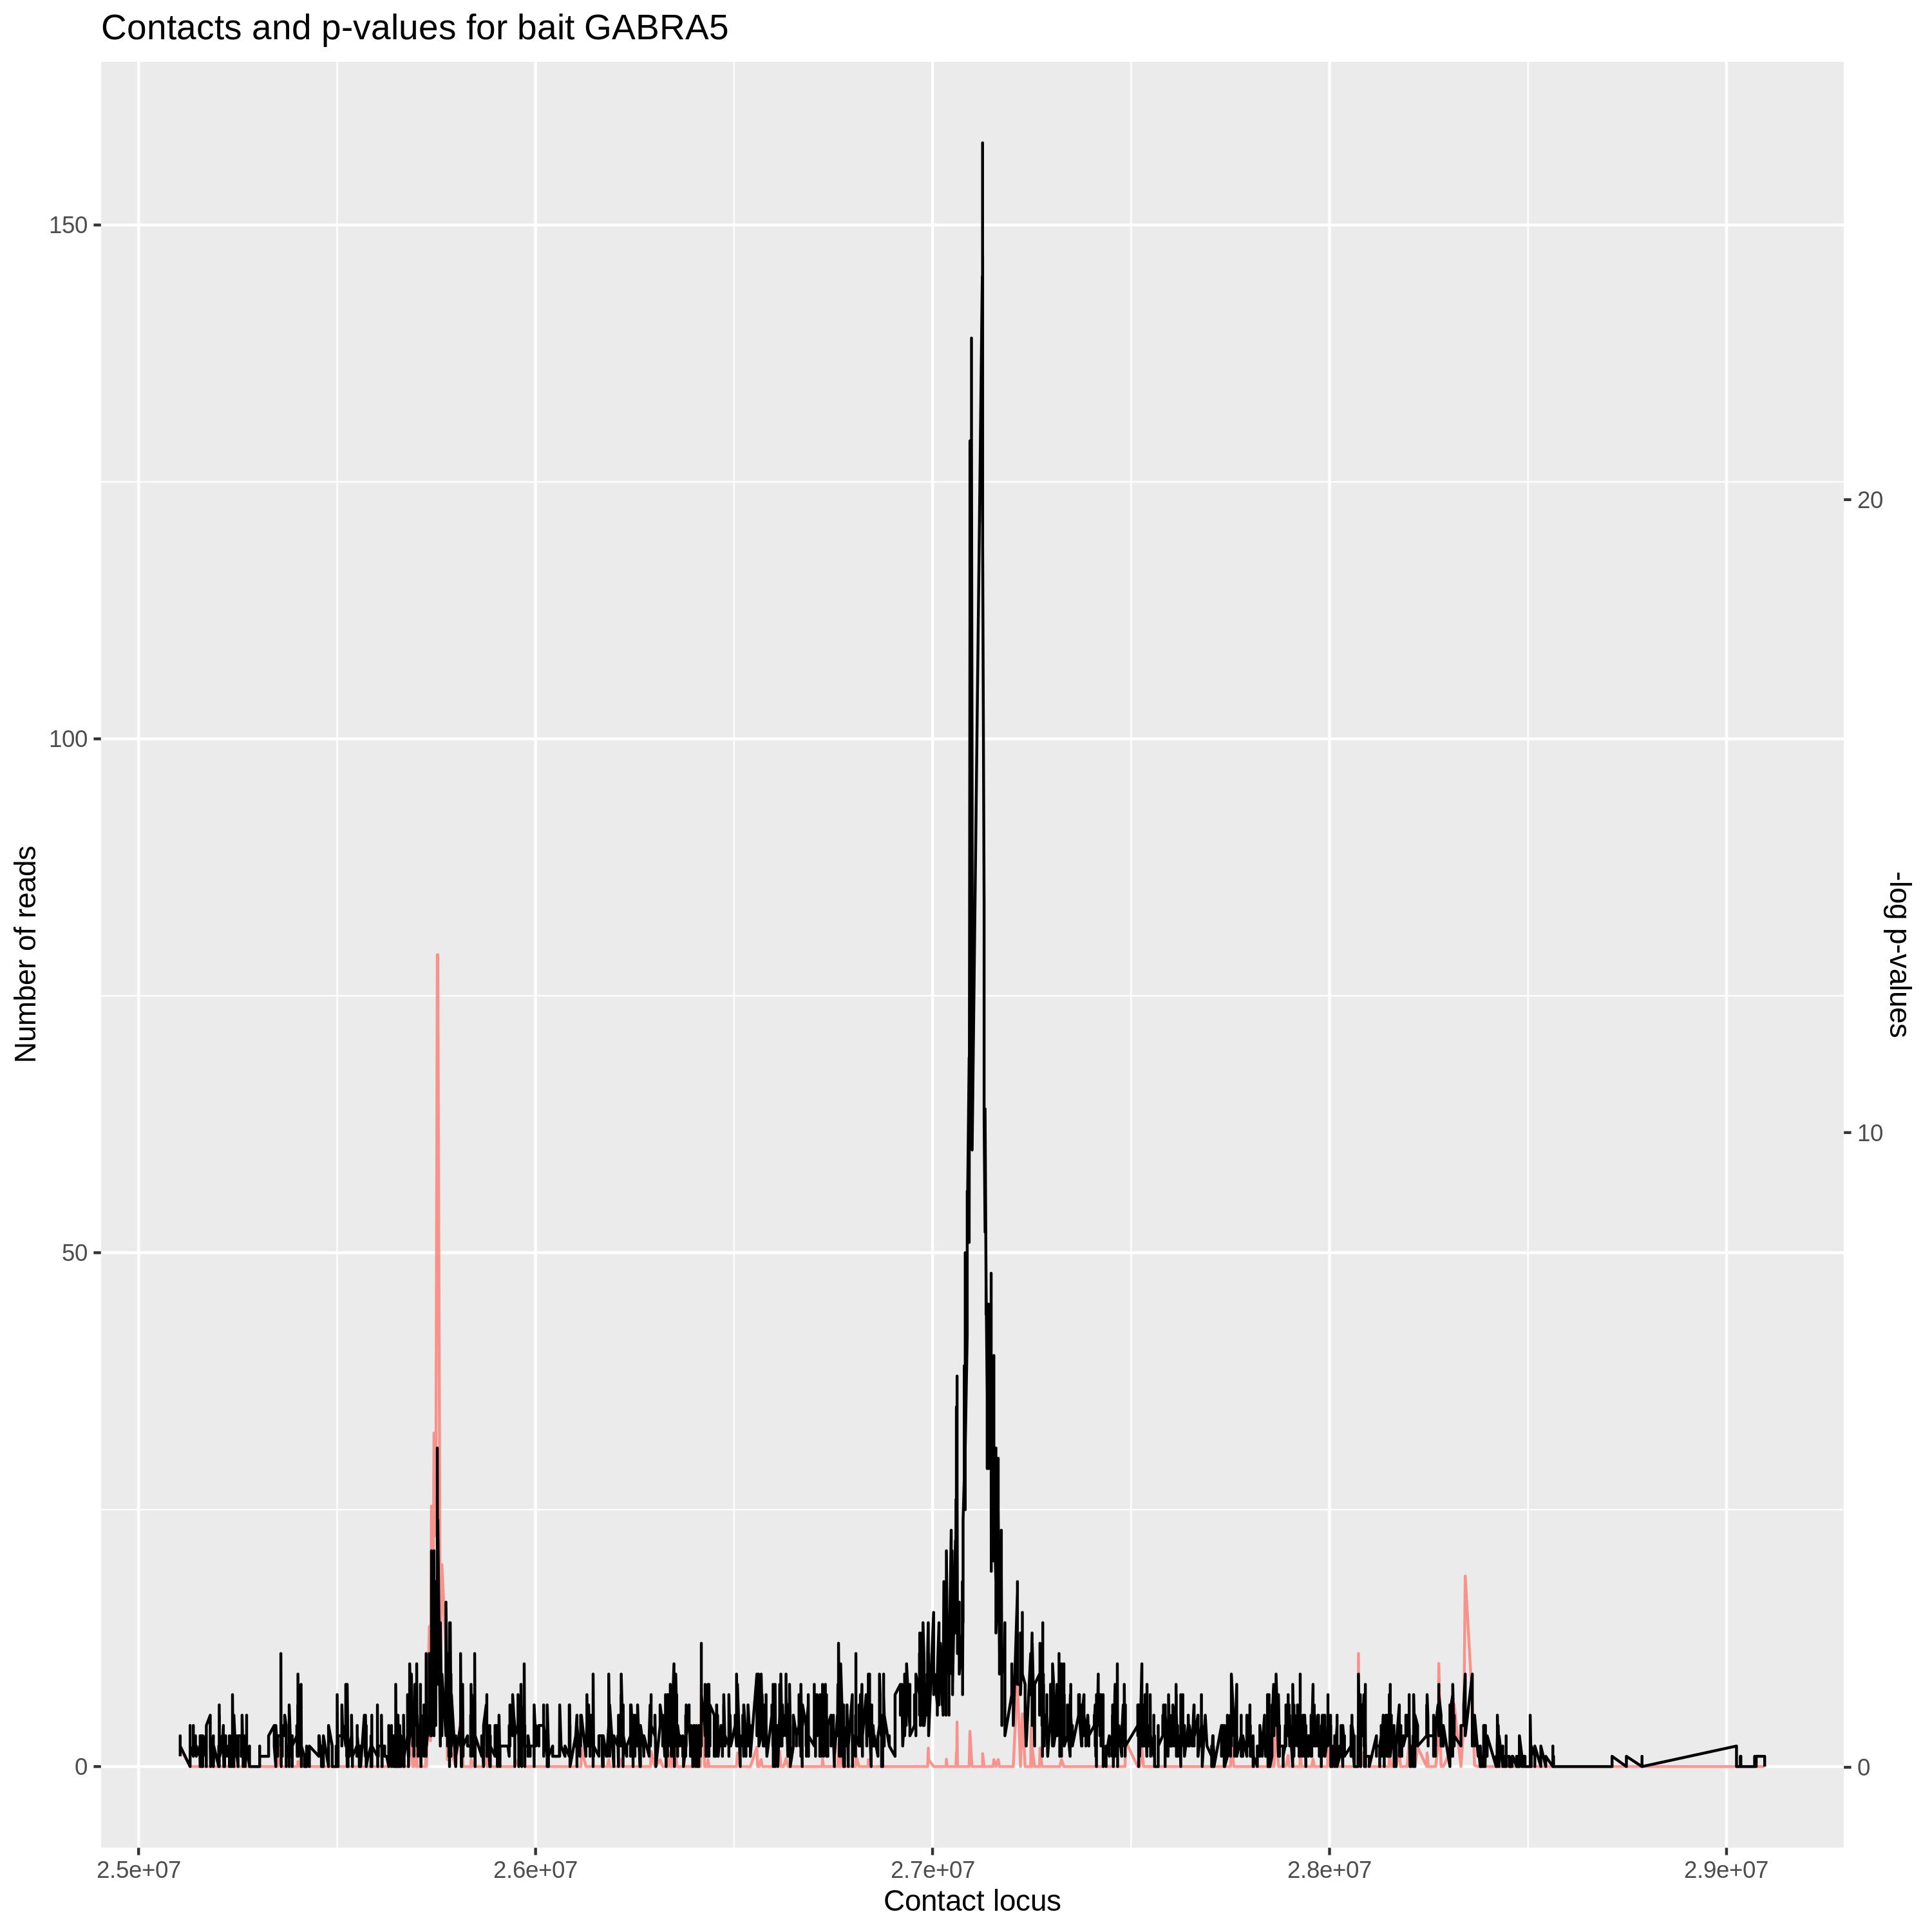 Contacts and p-values for bait GABRA5
150
100
50
0
20
10
0
Number of reads
-log p-values
2.5e+07
2.6e+07
2.7e+07
2.8e+07
2.9e+07
Contact locus